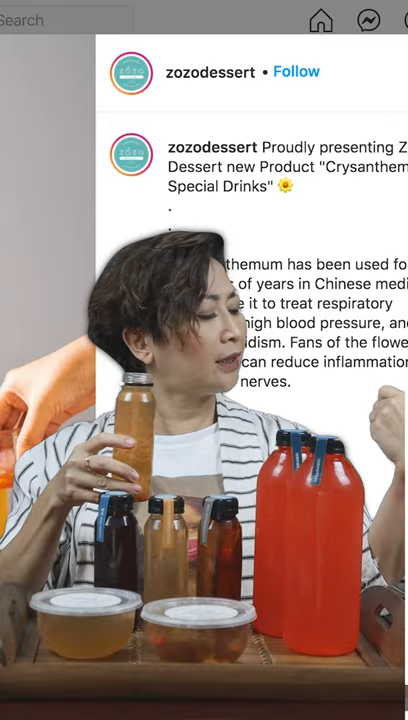 Search
zozodessert • Follow
zozodessert Proudly presenting Z
Dessert new Product "Crysanthem
Special Drinks" 🌼
.
.
themum has been used fo
of years in Chinese medi
e it to treat respiratory
high blood pressure, and
dism. Fans of the flowe
can reduce inflammation
nerves.